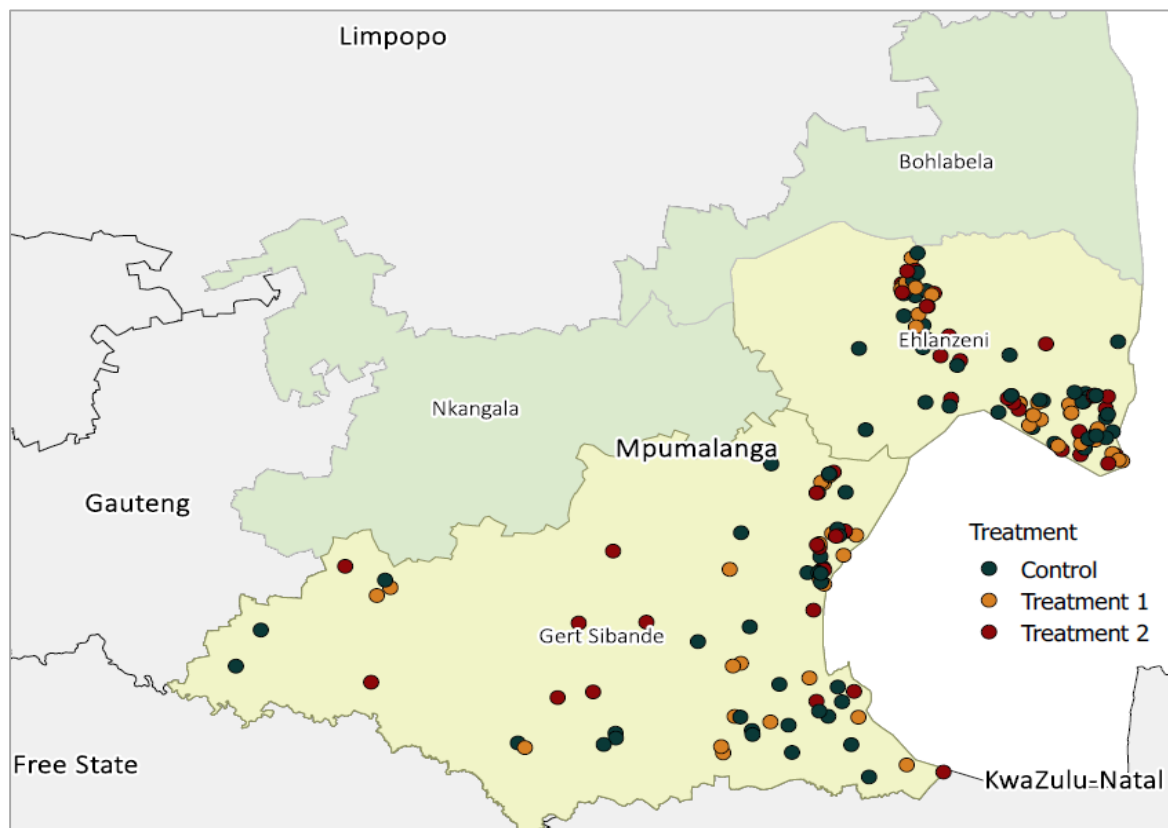 Limpopo
Bohlabela
Ehlanzeni
Nkangala
Mpumalanga
Gauteng
Treatment
Control
Treatment 1
Treatment 2
Gert Sibande
Free State
KwaZulu-Natal